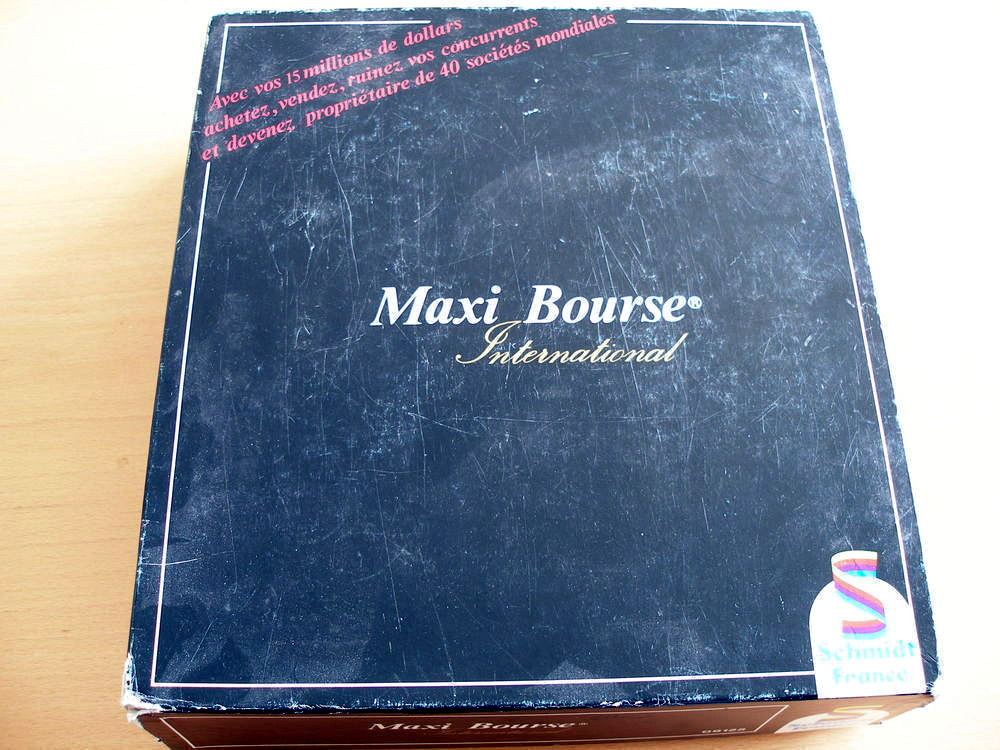 Avec vos 15 millions de dollars
achetez, vendez, ruinez vos concurrents
et devenez propriétaire de 40 sociétés mondiales
Maxi Bourse®
International
Schmidt
France
Maxi Bourse®